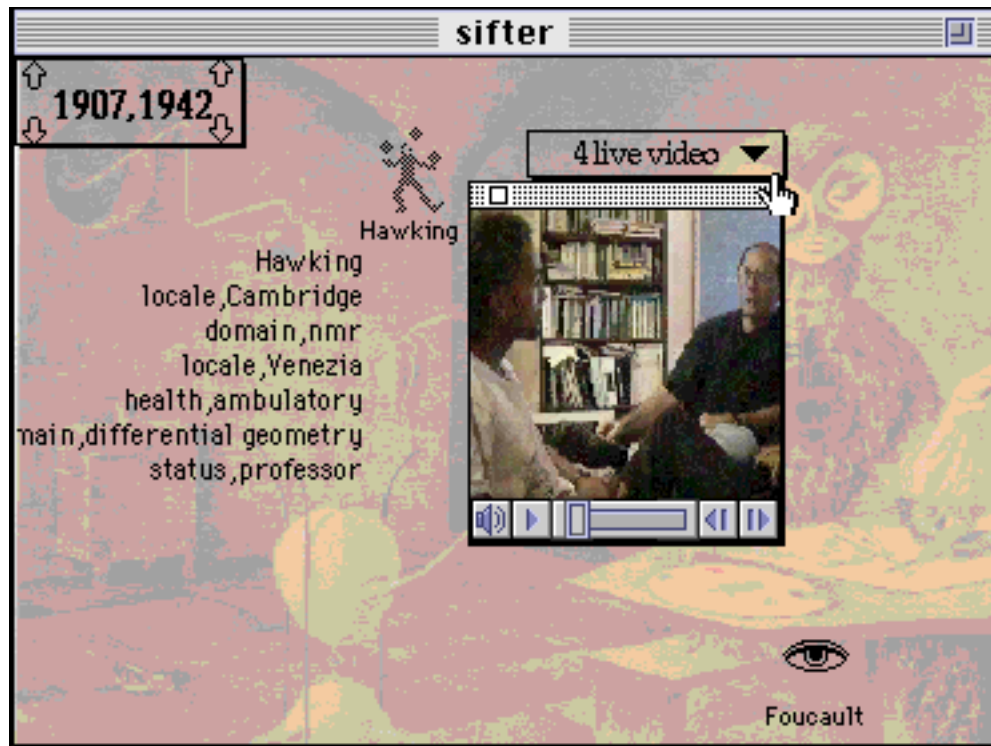 sifter
1907,1942
4 live video
Hawking
Hawking
locale,Cambridge
domain,nmr
locale,Venezia
health,ambulatory
main,differential geometry
status,professor
Foucault